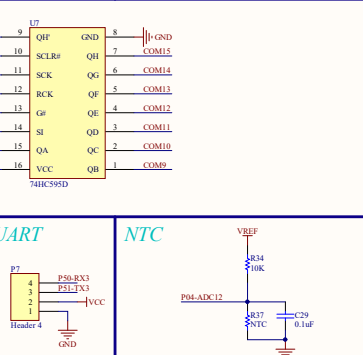 U7
9 QH' GND 8 GND
10 SCLR# QH 7 COM15
11 SCK QG 6 COM14
12 RCK QF 5 COM13
13 G# QE 4 COM12
14 SI QD 3 COM11
15 QA QC 2 COM10
16 VCC QB 1 COM9
74HC595D
UART
P7
4 P50-RX3
3 P51-TX3
2 VCC
1
Header 4
GND
NTC
VREF
R34
10K
P04-ADC12
R37
NTC
C29
0.1uF